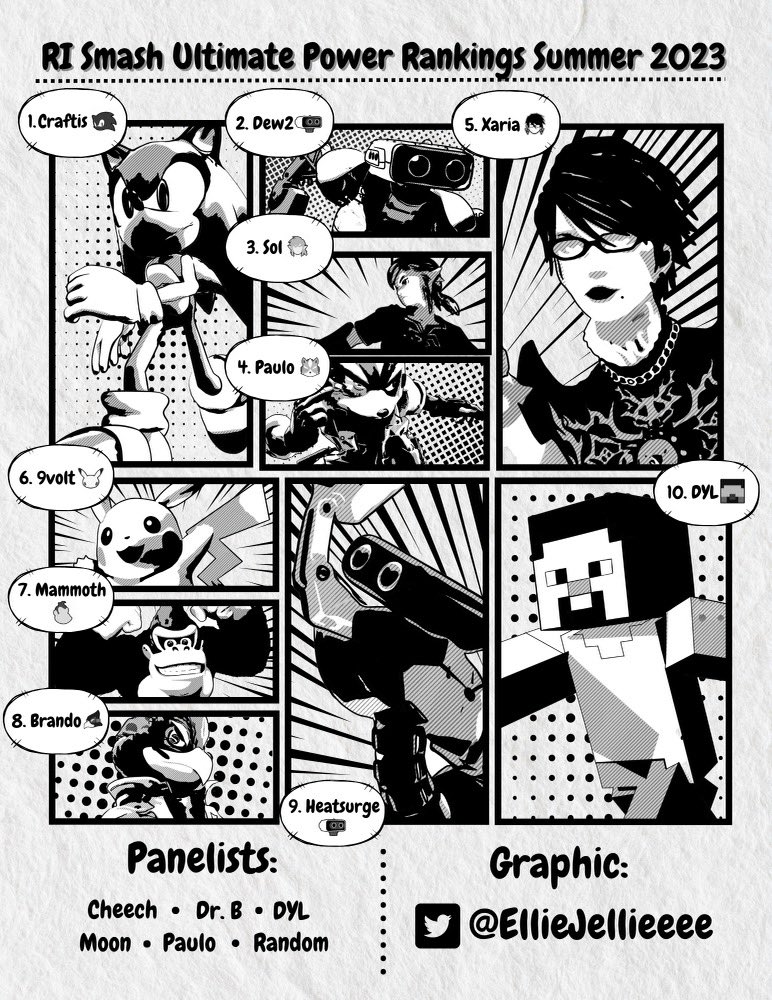 RI Smash Ultimate Power Rankings Summer 2023
1.Craftis
2. Dew2
3. Sol
4. Paulo
5. Xaria
6. 9volt
7. Mammoth
8. Brando
9. Heatsurge
10. DYL
Panelists:
Cheech • Dr. B • DYL
Moon • Paulo • Random
Graphic:
@EllieJellieeee